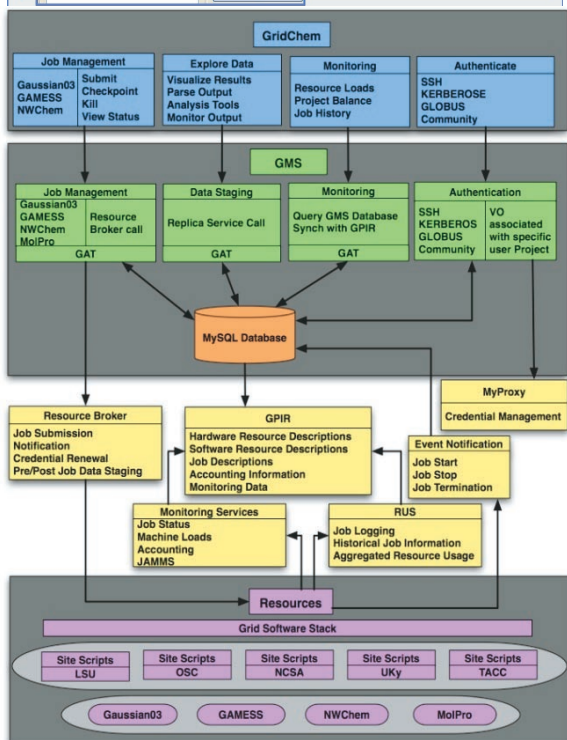 GridChem
Job Management
Gaussian03
GAMESS
NWChem
Submit
Checkpoint
Kill
View Status
Explore Data
Visualize Results
Parse Output
Analysis Tools
Monitor Output
Monitoring
Resource Loads
Project Balance
Job History
Authenticate
SSH
KERBEROSE
GLOBUS
Community
GMS
Job Management
Gaussian03
GAMESS
NWChem
MolPro
Resource
Broker call
GAT
Data Staging
Replica Service Call
GAT
Monitoring
Query GMS Database
Synch with GPIR
GAT
Authentication
SSH
KERBEROS
GLOBUS
Community
VO
associated
with specific
user Project
MySQL Database
MyProxy
Credential Management
Resource Broker
Job Submission
Notification
Credential Renewal
Pre/Post Job Data Staging
GPIR
Hardware Resource Descriptions
Software Resource Descriptions
Job Descriptions
Accounting Information
Monitoring Data
Event Notification
Job Start
Job Stop
Job Termination
Monitoring Services
Job Status
Machine Loads
Accounting
JAMMS
RUS
Job Logging
Historical Job Information
Aggregated Resource Usage
Resources
Grid Software Stack
Site Scripts
LSU
Site Scripts
OSC
Site Scripts
NCSA
Site Scripts
UKy
Site Scripts
TACC
Gaussian03
GAMESS
NWChem
MolPro